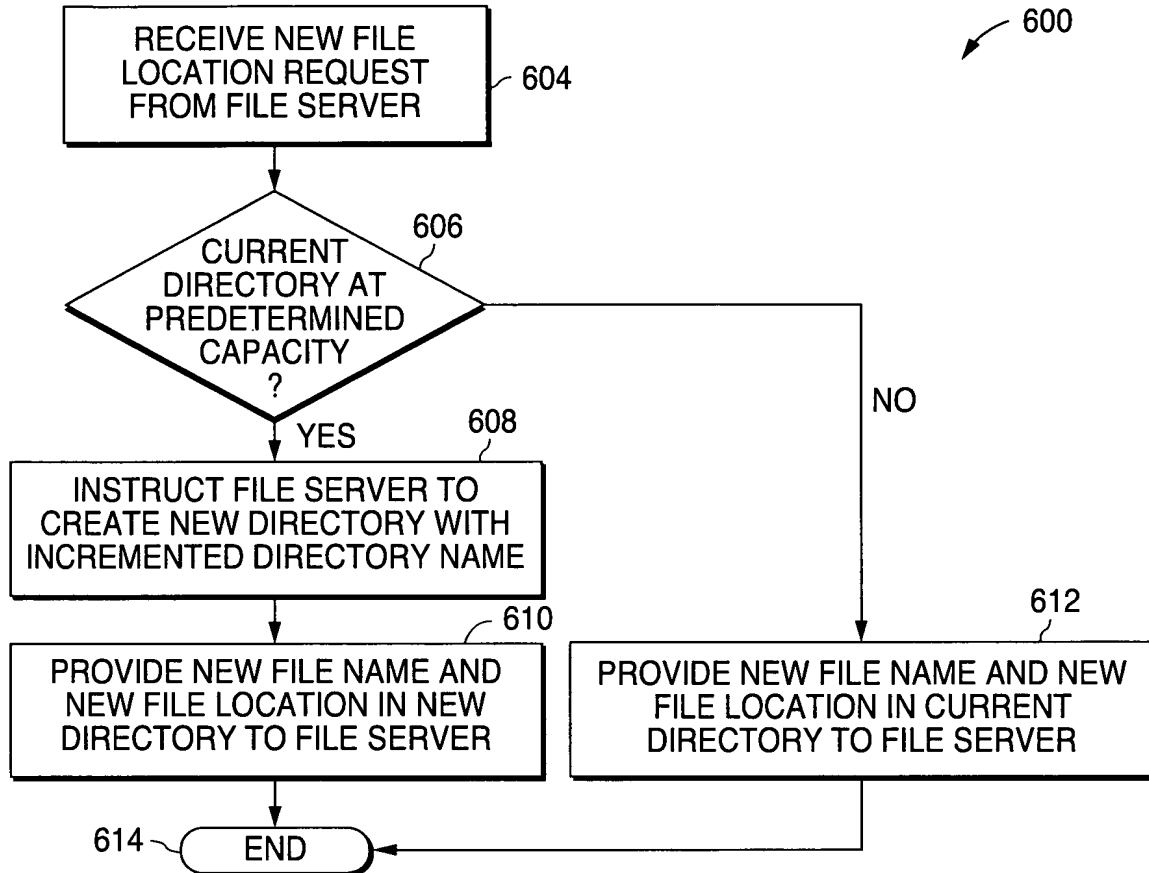 600
RECEIVE NEW FILE
LOCATION REQUEST
FROM FILE SERVER
604
606
CURRENT
DIRECTORY AT
PREDETERMINED
CAPACITY
?
YES
NO
608
INSTRUCT FILE SERVER TO
CREATE NEW DIRECTORY WITH
INCREMENTED DIRECTORY NAME
610
PROVIDE NEW FILE NAME AND
NEW FILE LOCATION IN NEW
DIRECTORY TO FILE SERVER
612
PROVIDE NEW FILE NAME AND NEW
FILE LOCATION IN CURRENT
DIRECTORY TO FILE SERVER
614
END